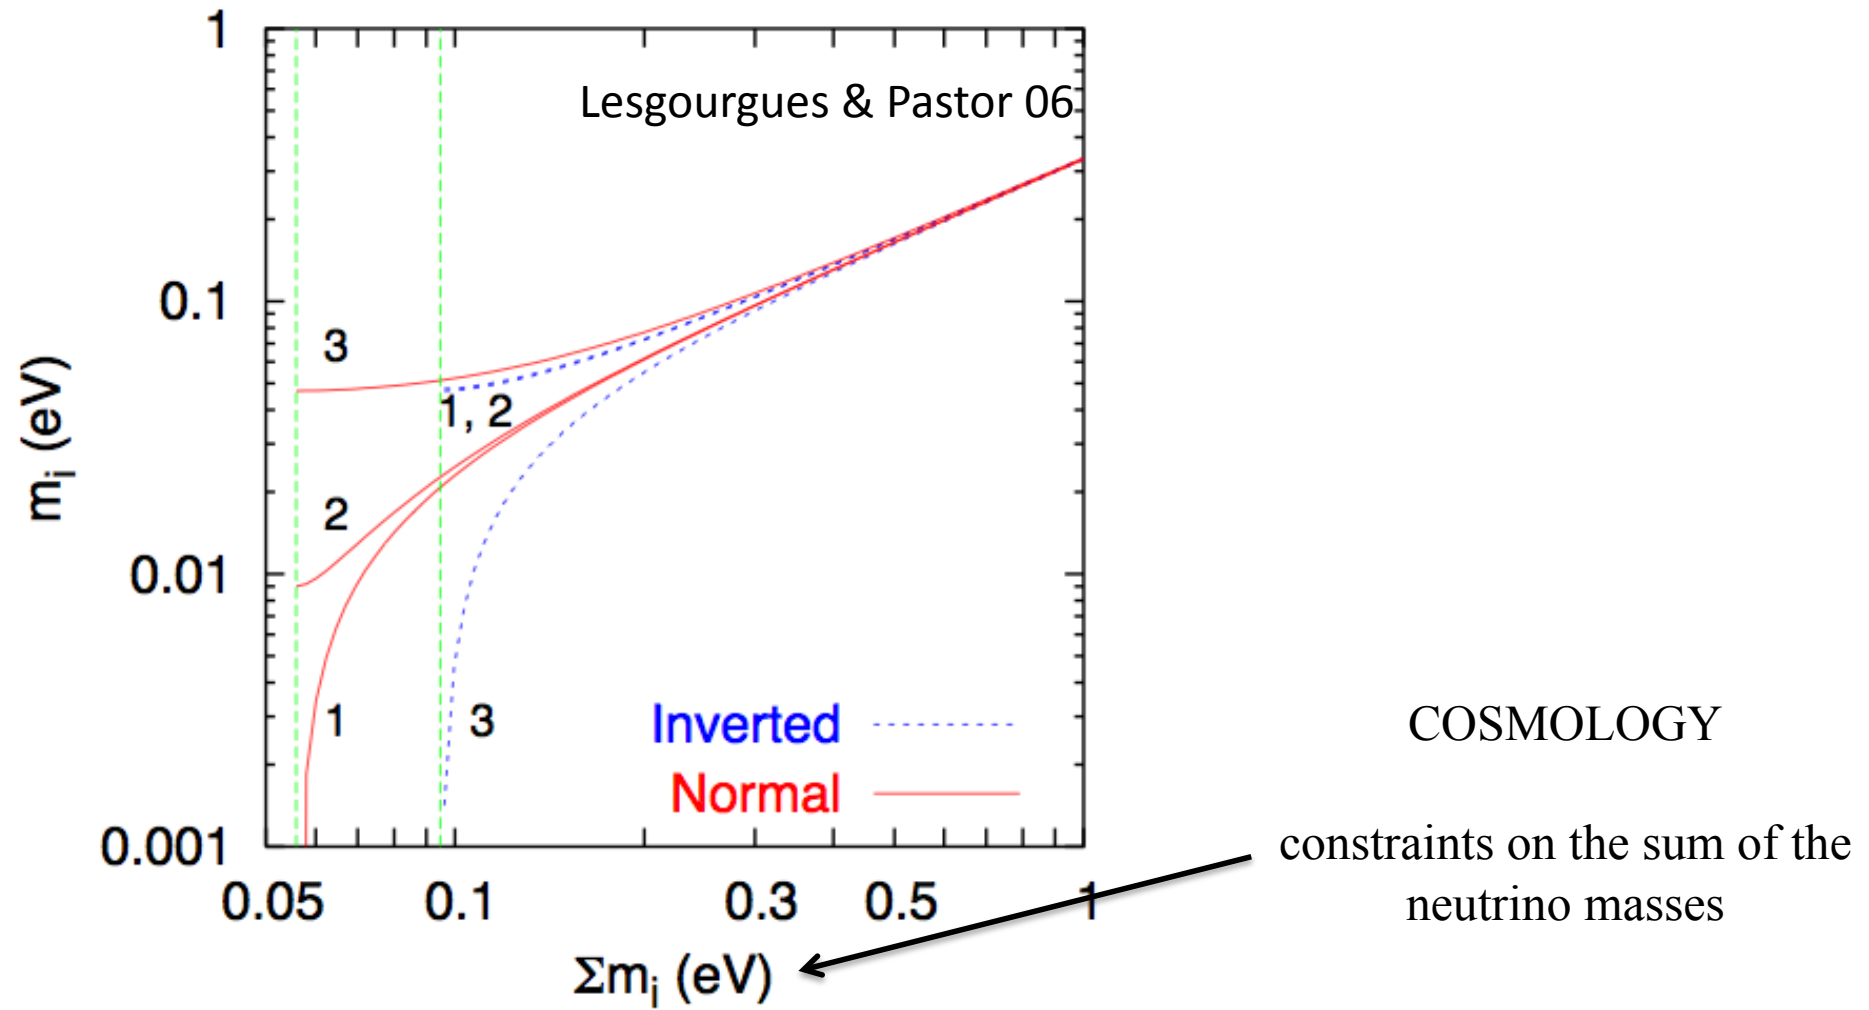 1
Lesgourgues & Pastor 06
0.1
3
1, 2
m_i (eV)
2
0.01
1
3
Inverted
Normal
0.001
0.05
0.1
0.3
0.5
1
Σm_i (eV)
COSMOLOGY
constraints on the sum of the
neutrino masses